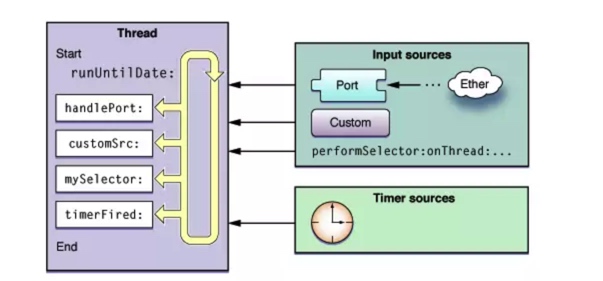 Thread
Start
runUntilDate:
handlePort:
customSrc:
mySelector:
timerFired:
End
Input sources
Port
...
Ether
Custom
performSelector:onThread:...
Timer sources